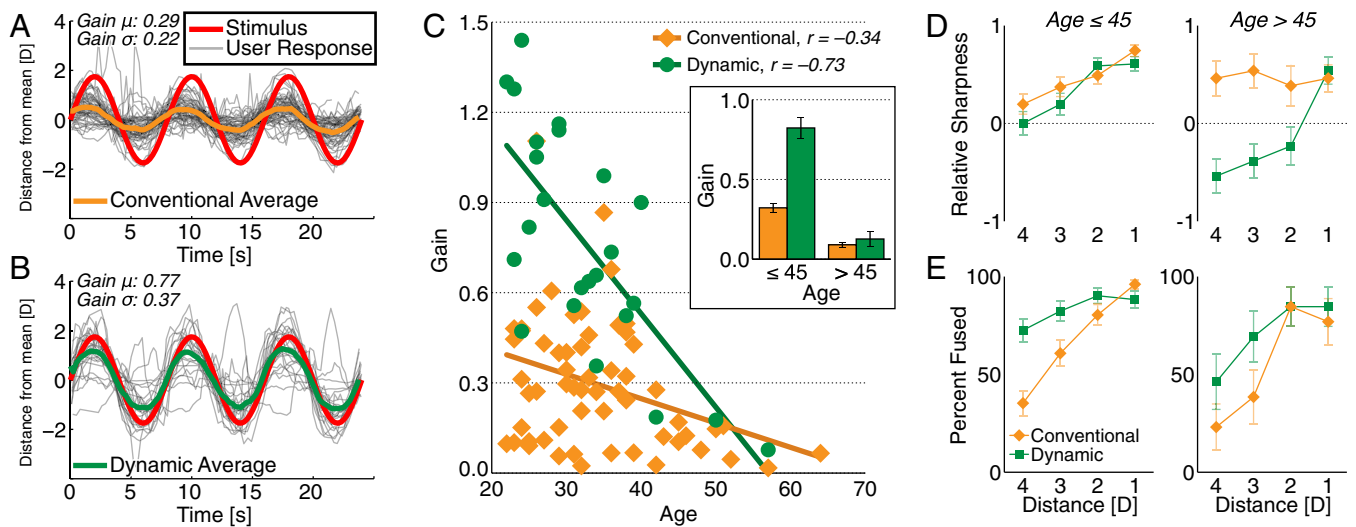 A
Gain μ: 0.29
Gain σ: 0.22
Stimulus
User Response
Distance from mean [D]
4
2
0
−2
Conventional Average
0 10 20
Time [s]
B
Gain μ: 0.77
Gain σ: 0.37
Distance from mean [D]
4
2
0
−2
Dynamic Average
0 10 20
Time [s]
C
Conventional, r = −0.34
Dynamic, r = −0.73
Gain
1.5
1.2
0.9
0.6
0.3
0.0
20 30 40 50 60 70
Age
Gain
1.0
0.5
0.0
≤ 45 > 45
Age
D
Age ≤ 45 Age > 45
Relative Sharpness
1 1
0 0
-1 -1
4 3 2 1 4 3 2 1
E
Percent Fused
100 100
50 50
0 0
Conventional
Dynamic
4 3 2 1 4 3 2 1
Distance [D] Distance [D]